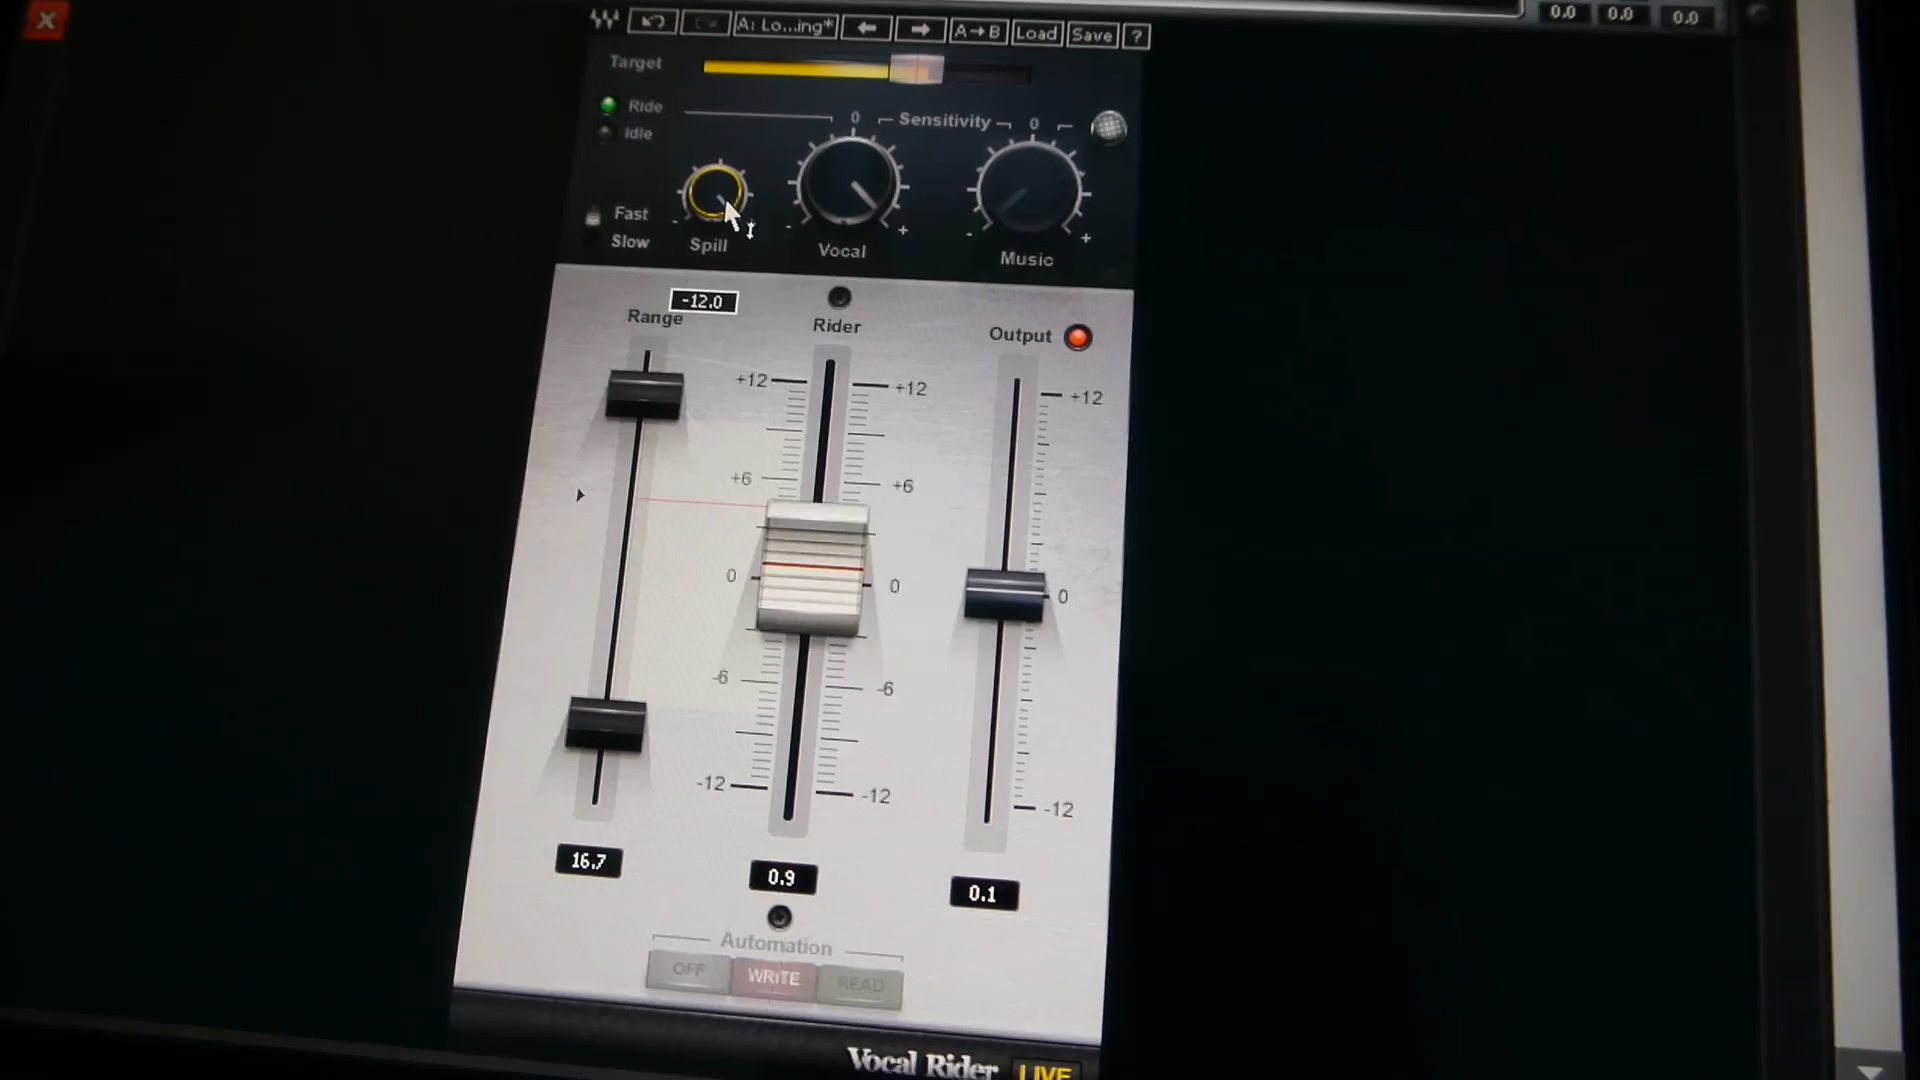 A: Lo...ing* A→B Load Save ?
0.0 0.0 0.0
Target
Ride
Idle
0 Sensitivity 0
Fast
Slow
- Spill
- Vocal +
- Music +
-12.0
Range
Rider
Output
+12 +12 +12
+6 +6
0 0 0
-6 -6
-12 -12 -12
16.7
0.9
0.1
Automation
OFF WRITE READ
Vocal Rider LIVE